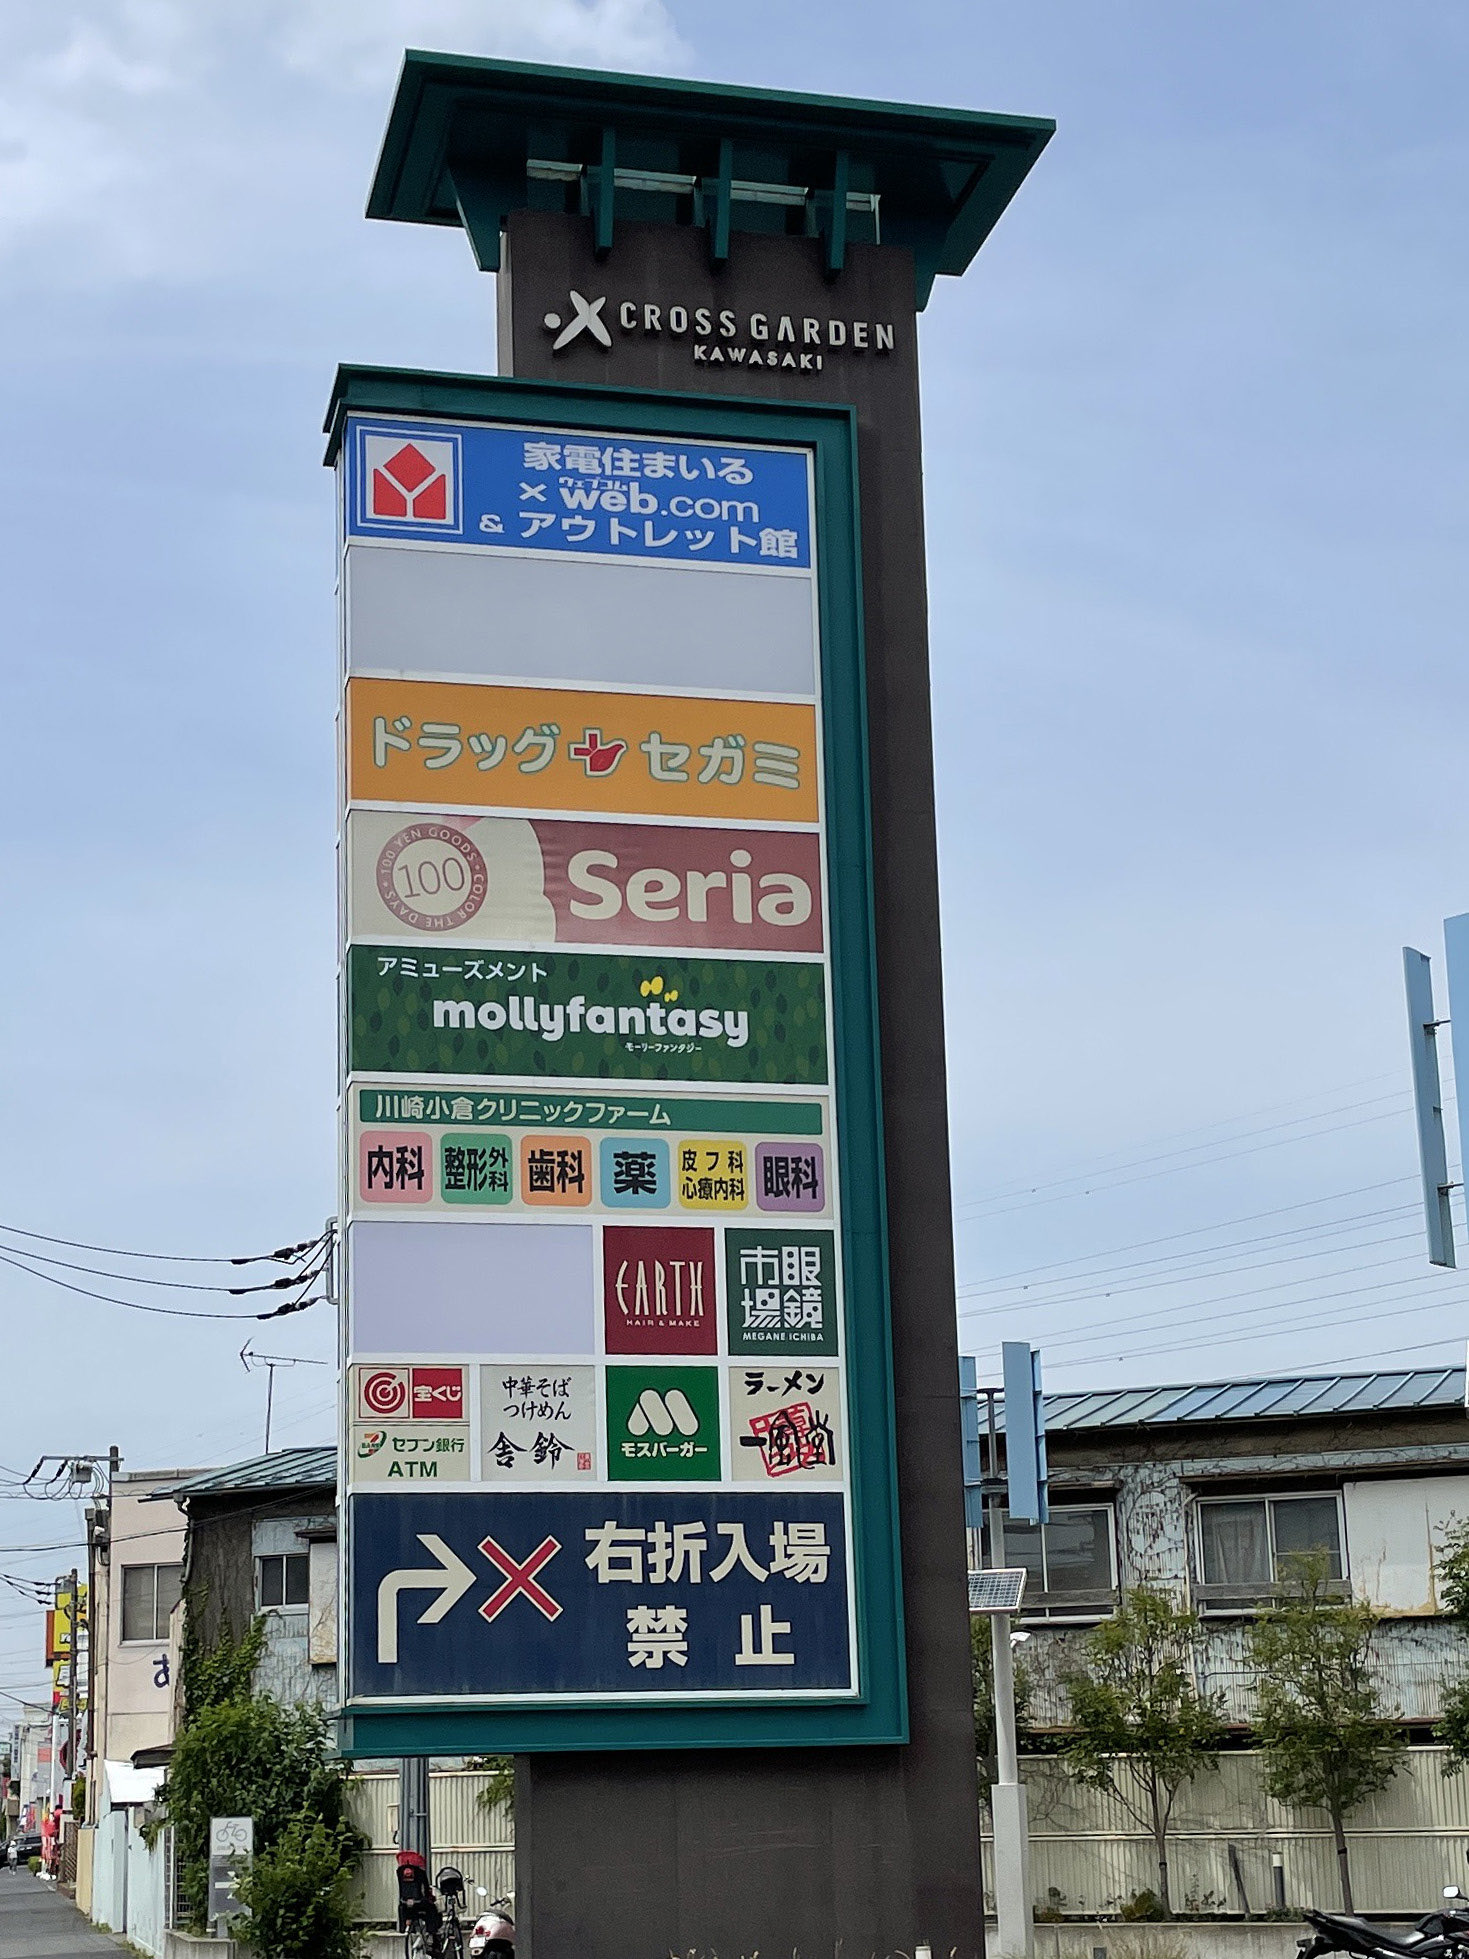 CROSS GARDEN
KAWASAKI
家電住まいる
ウェブコム
× web.com
& アウトレット館
ドラッグ セガミ
100 YEN GOODS • COLOR THE DAYS •
100
Seria
アミューズメント
mollyfantasy
モーリーファンタジー
川崎小倉クリニックファーム
内科
整形外科
歯科
薬
皮フ科
心療内科
眼科
EARTH
HAIR & MAKE
眼鏡
市場
MEGANE ICHIBA
宝くじ
セブン銀行
ATM
中華そば
つけめん
舎鈴
モスバーガー
ラーメン
一風堂
右折入場
禁止
あ